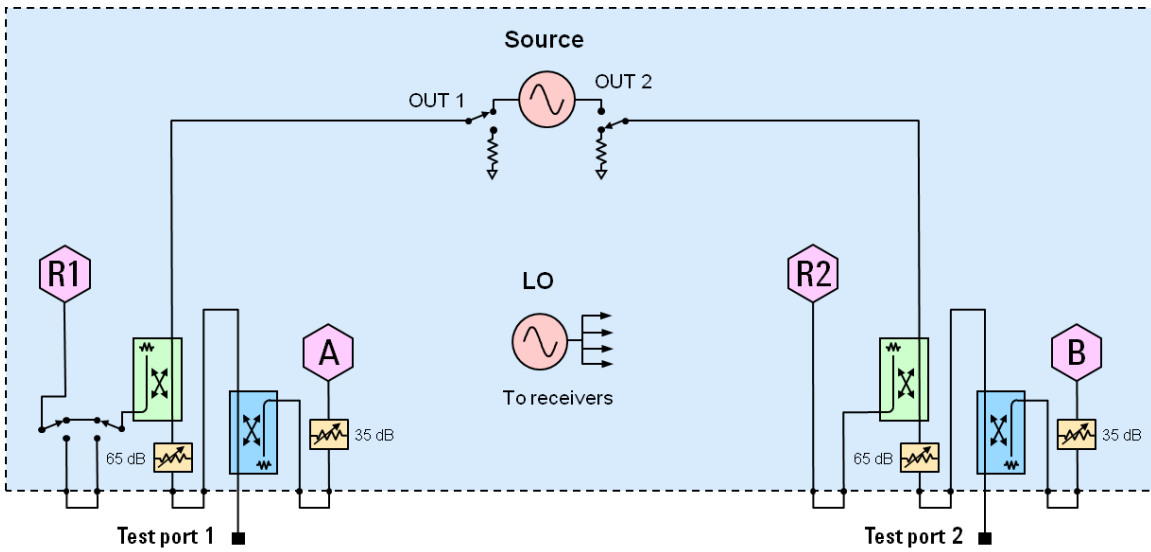 Source
OUT 1
OUT 2
R1
R2
LO
A
B
To receivers
65 dB
35 dB
65 dB
35 dB
Test port 1
Test port 2